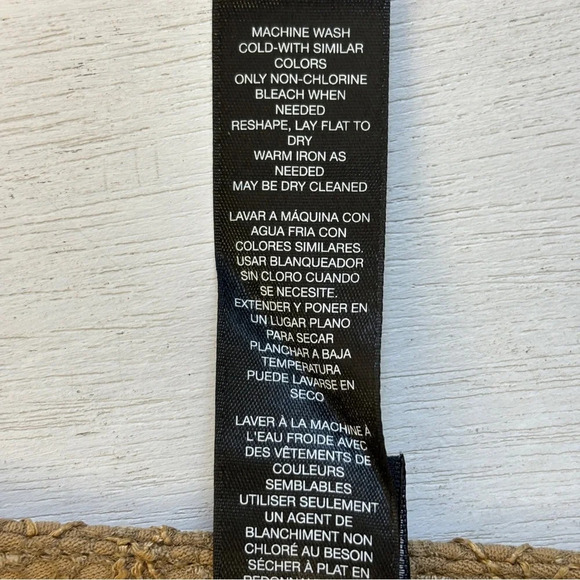 MACHINE WASH
COLD-WITH SIMILAR
COLORS
ONLY NON-CHLORINE
BLEACH WHEN
NEEDED
RESHAPE, LAY FLAT TO
DRY
WARM IRON AS
NEEDED
MAY BE DRY CLEANED
LAVAR A MÁQUINA CON
AGUA FRIA CON
COLORES SIMILARES.
USAR BLANQUEADOR
SIN CLORO CUANDO
SE NECESITE.
EXTENDER Y PONER EN
UN LUGAR PLANO
PARA SECAR
PLANCHAR A BAJA
TEMPERATURA
PUEDE LAVARSE EN
SECO
LAVER À LA MACHINE À
L'EAU FROIDE AVEC
DES VÊTEMENTS DE
COULEURS
SEMBLABLES
UTILISER SEULEMENT
UN AGENT DE
BLANCHIMENT NON
CHLORÉ AU BESOIN
SÉCHER À PLAT EN